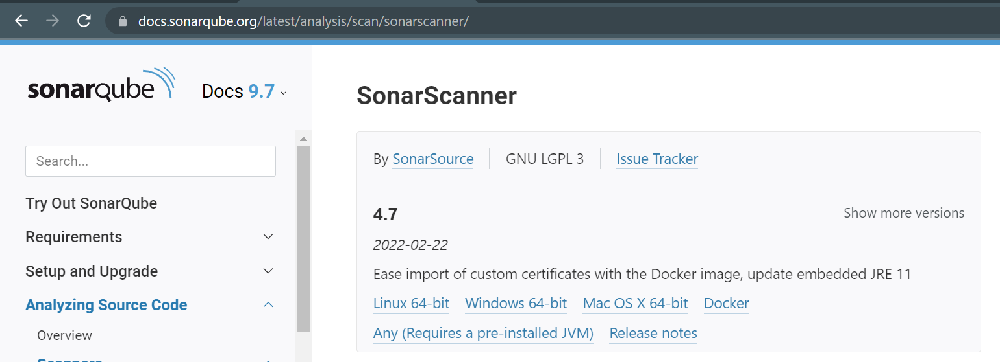 docs.sonarqube.org/latest/analysis/scan/sonarscanner/
sonarqube Docs 9.7
Search...
Try Out SonarQube
Requirements
Setup and Upgrade
Analyzing Source Code
Overview
Scanners
SonarScanner
By SonarSource GNU LGPL 3 Issue Tracker
4.7 Show more versions
2022-02-22
Ease import of custom certificates with the Docker image, update embedded JRE 11
Linux 64-bit Windows 64-bit Mac OS X 64-bit Docker
Any (Requires a pre-installed JVM) Release notes